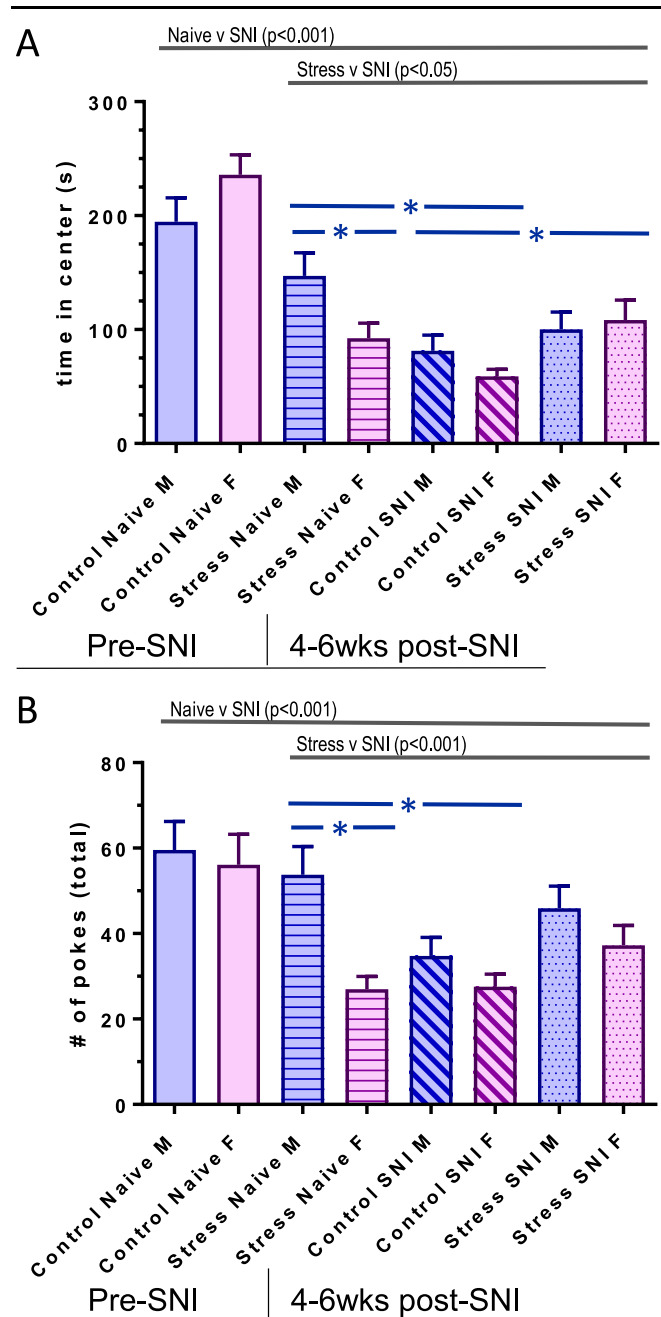 A
Naive v SNI (p<0.001)
Stress v SNI (p<0.05)
time in center (s)
300
200
100
0
*
*
*
Control Naive M
Control Naive F
Stress Naive M
Stress Naive F
Control SNI M
Control SNI F
Stress SNI M
Stress SNI F
Pre-SNI
4-6wks post-SNI
B
Naive v SNI (p<0.001)
Stress v SNI (p<0.001)
# of pokes (total)
80
60
40
20
0
*
*
Control Naive M
Control Naive F
Stress Naive M
Stress Naive F
Control SNI M
Control SNI F
Stress SNI M
Stress SNI F
Pre-SNI
4-6wks post-SNI